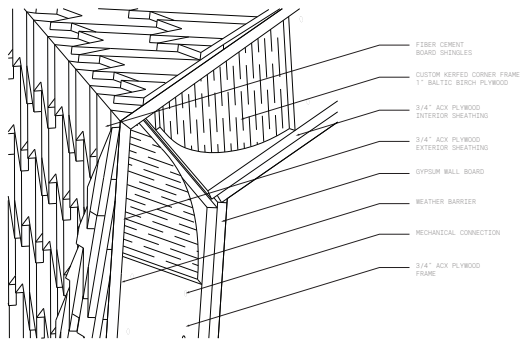 FIBER CEMENT
BOARD SHINGLES
CUSTOM KERFED CORNER FRAME
1" BALTIC BIRCH PLYWOOD
3/4" ACX PLYWOOD
INTERIOR SHEATHING
3/4" ACX PLYWOOD
EXTERIOR SHEATHING
GYPSUM WALL BOARD
WEATHER BARRIER
MECHANICAL CONNECTION
3/4" ACX PLYWOOD
FRAME